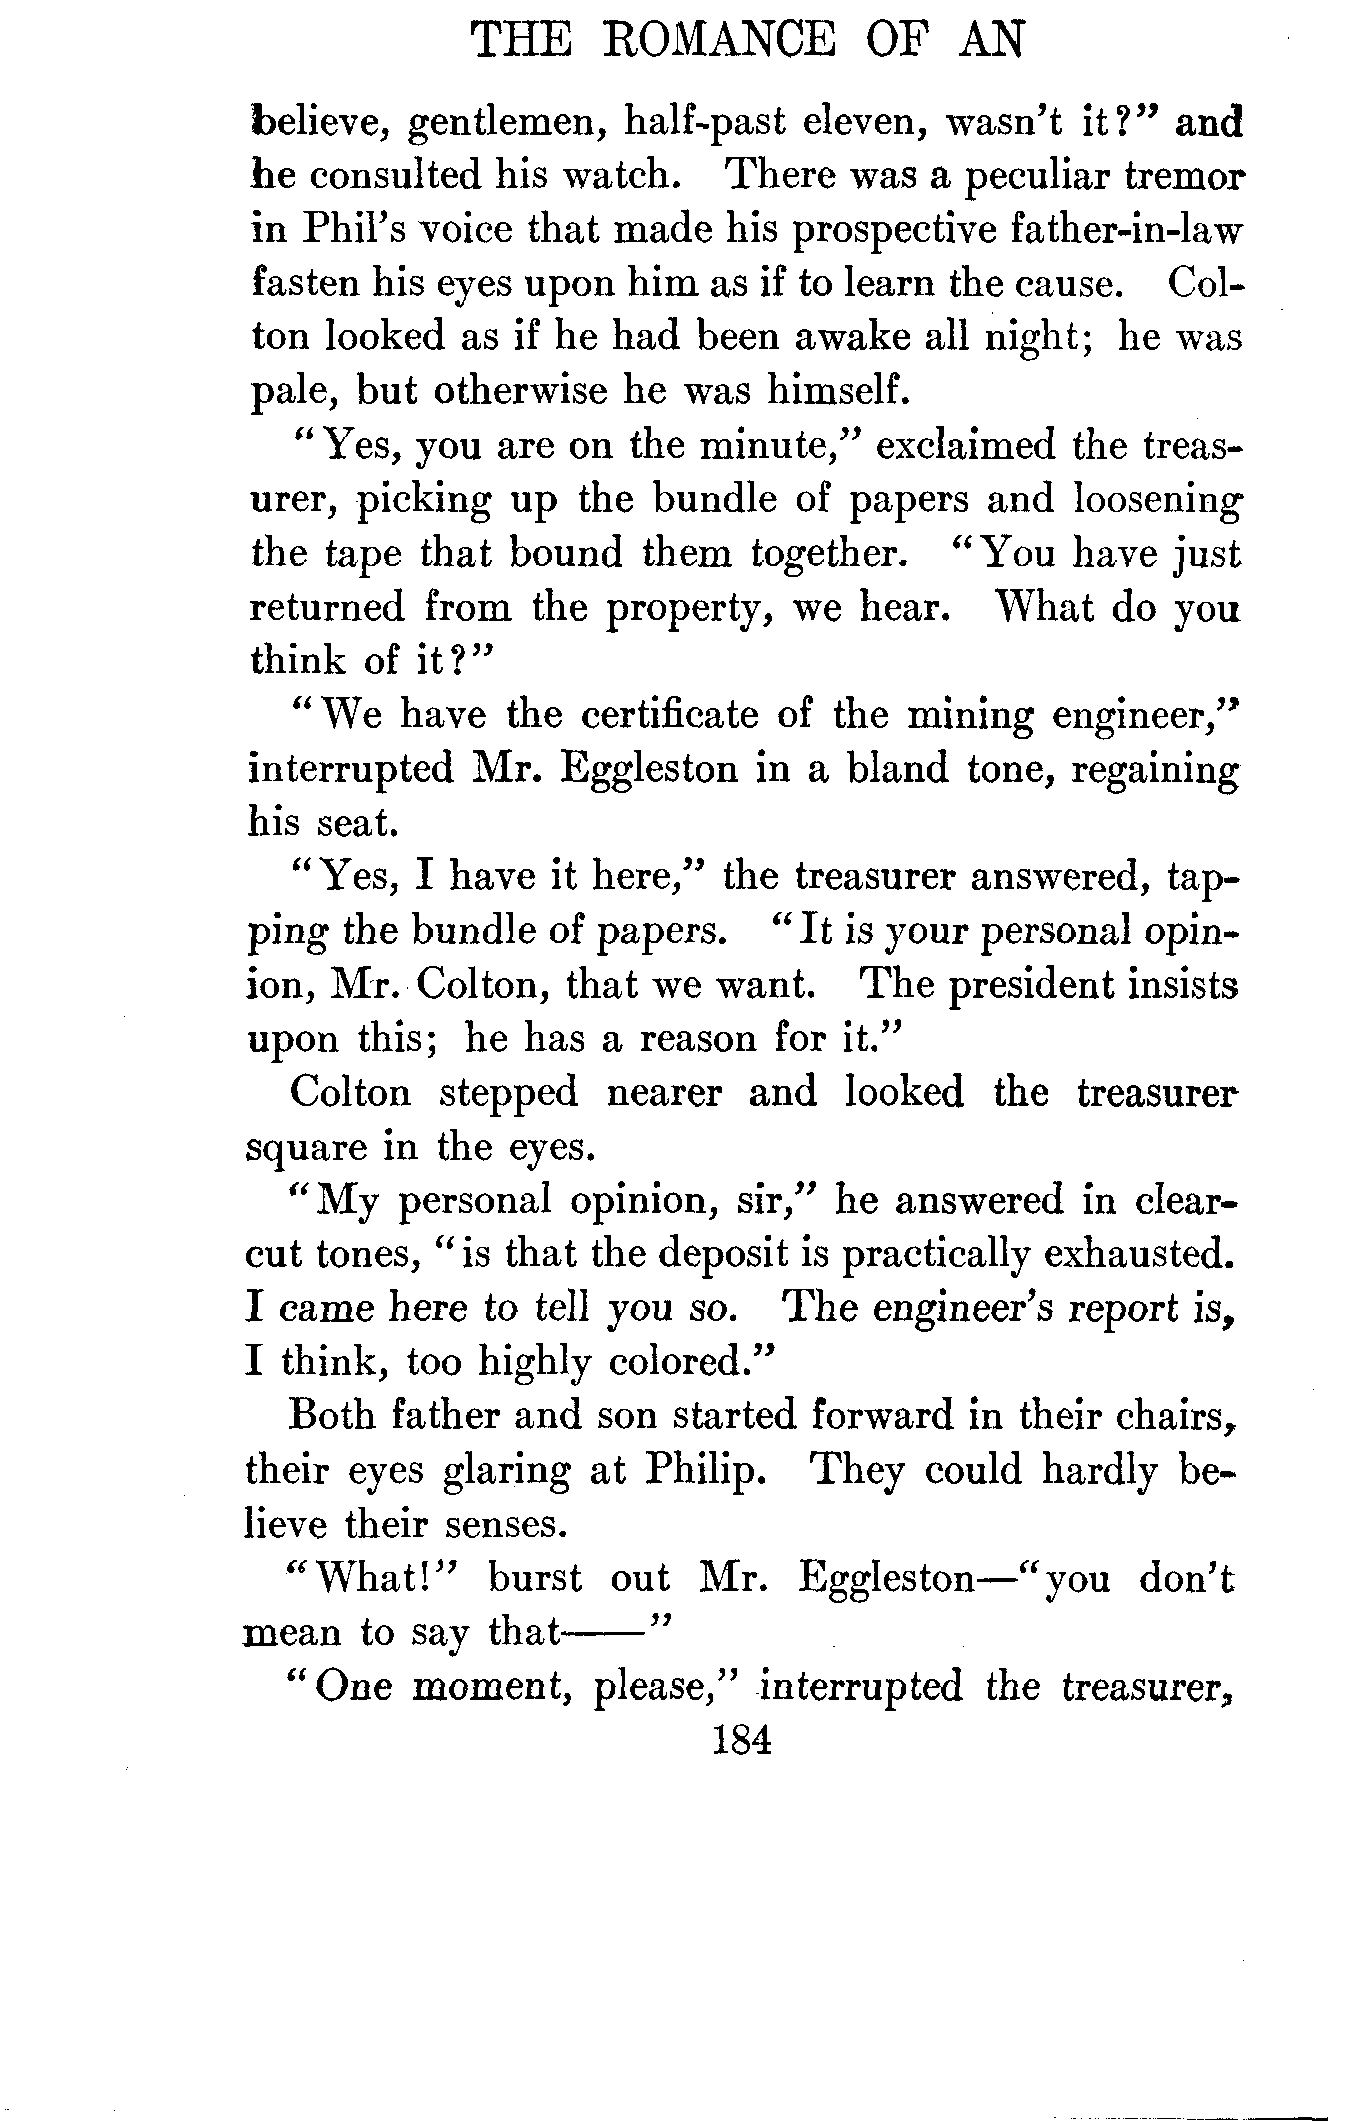 THE ROMANCE OF AN
believe, gentlemen, half-past eleven, wasn't it?" and
he consulted his watch. There was a peculiar tremor
in Phil's voice that made his prospective father-in-law
fasten his eyes upon him as if to learn the cause. Col-
ton looked as if he had been awake all night; he was
pale, but otherwise he was himself.
"Yes, you are on the minute," exclaimed the treas-
urer, picking up the bundle of papers and loosening
the tape that bound them together. "You have just
returned from the property, we hear. What do you
think of it?"
"We have the certificate of the mining engineer,"
interrupted Mr. Eggleston in a bland tone, regaining
his seat.
"Yes, I have it here," the treasurer answered, tap-
ping the bundle of papers. "It is your personal opin-
ion, Mr. Colton, that we want. The president insists
upon this; he has a reason for it."
Colton stepped nearer and looked the treasurer
square in the eyes.
"My personal opinion, sir," he answered in clear-
cut tones, "is that the deposit is practically exhausted.
I came here to tell you so. The engineer's report is,
I think, too highly colored."
Both father and son started forward in their chairs,
their eyes glaring at Philip. They could hardly be-
lieve their senses.
"What!" burst out Mr. Eggleston—"you don't
mean to say that——"
"One moment, please," interrupted the treasurer,
184